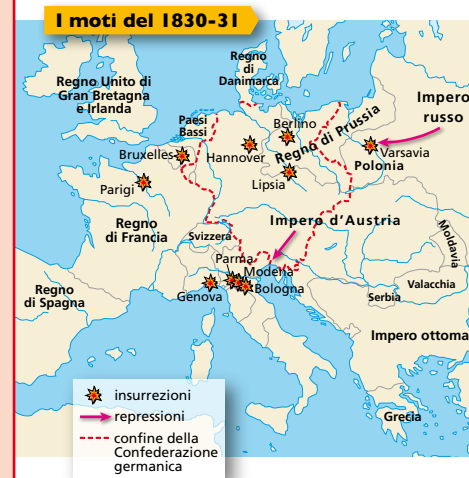 I moti del 1830-31
Regno
di
Danimarca
Regno Unito di
Gran Bretagna
e Irlanda
Impero
russo
Paesi
Bassi
Berlino
Regno di Prussia
Bruxelles
Hannover
Varsavia
Polonia
Parigi
Lipsia
Regno
di Francia
Svizzera
Impero d'Austria
Moldavia
Parma
Modena
Bologna
Genova
Regno
di Spagna
Valacchia
Serbia
Impero ottoma
Grecia
insurrezioni
repressioni
confine della
Confederazione
germanica